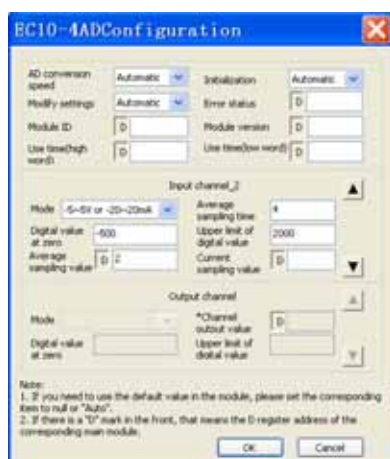 EC10-4ADConfiguration
AD conversion speed Automatic Initialization Automatic
Modify settings Automatic Error status D
Module ID D Module version D
Use time(high word) D Use time(low word) D
Input channel_2
Mode -5~5V or -20~20mA Average sampling time 4
Digital value at zero -500 Upper limit of digital value 2000
Average sampling value D 2 Current sampling value D
Output channel
Mode *Channel output value D
Digital value at zero Upper limit of digital value
Note:
1. If you need to use the default value in the module, please set the corresponding
item to null or "Auto".
2. If there is a "D" mark in the front, that means the D register address of the
corresponding main module.
OK Cancel